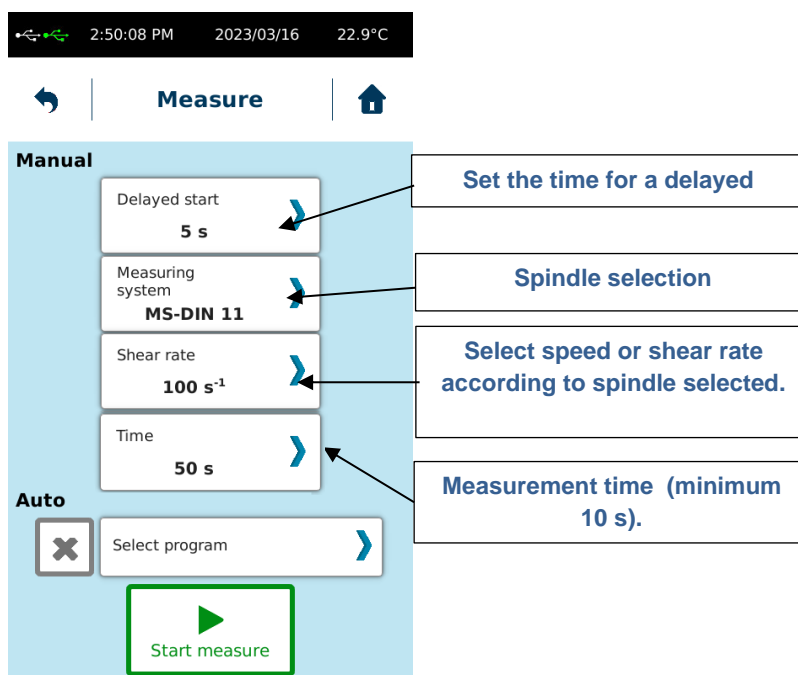 2:50:08 PM 2023/03/16 22.9°C
Measure
Manual
Delayed start
5 s
Set the time for a delayed
Measuring
system
MS-DIN 11
Spindle selection
Shear rate
100 s⁻¹
Select speed or shear rate
according to spindle selected.
Time
50 s
Measurement time (minimum
10 s).
Auto
Select program
Start measure